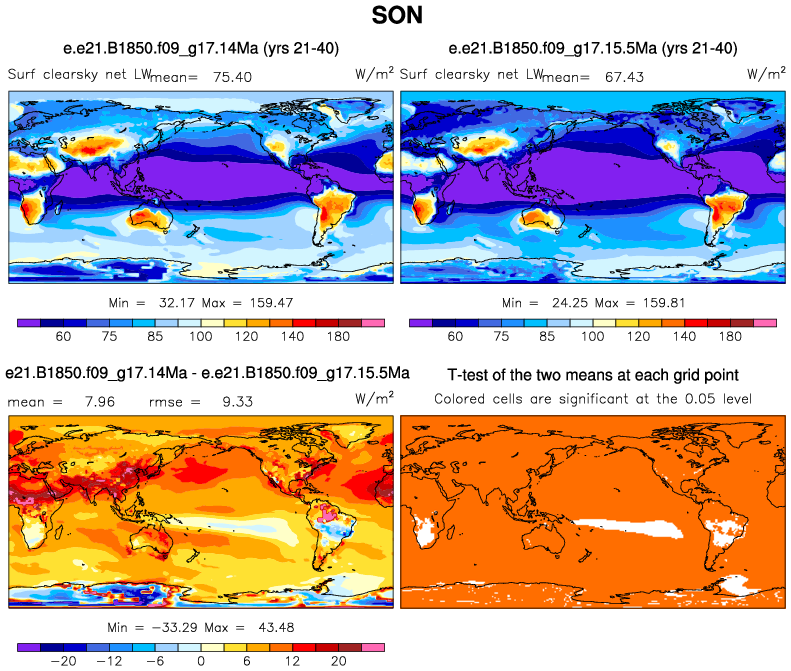 SON
e.e21.B1850.f09_g17.14Ma (yrs 21-40)
Surf clearsky net LW mean= 75.40 W/m²
60 75 85 100 120 140 180
Min = 32.17 Max = 159.47
e.e21.B1850.f09_g17.15.5Ma (yrs 21-40)
Surf clearsky net LW mean= 67.43 W/m²
Min = 24.25 Max = 159.81
60 75 85 100 120 140 180
e21.B1850.f09_g17.14Ma - e.e21.B1850.f09_g17.15.5Ma
mean = 7.96 rmse = 9.33 W/m²
Min = -33.29 Max = 43.48
-20 -12 -6 0 6 12 20
T-test of the two means at each grid point
Colored cells are significant at the 0.05 level